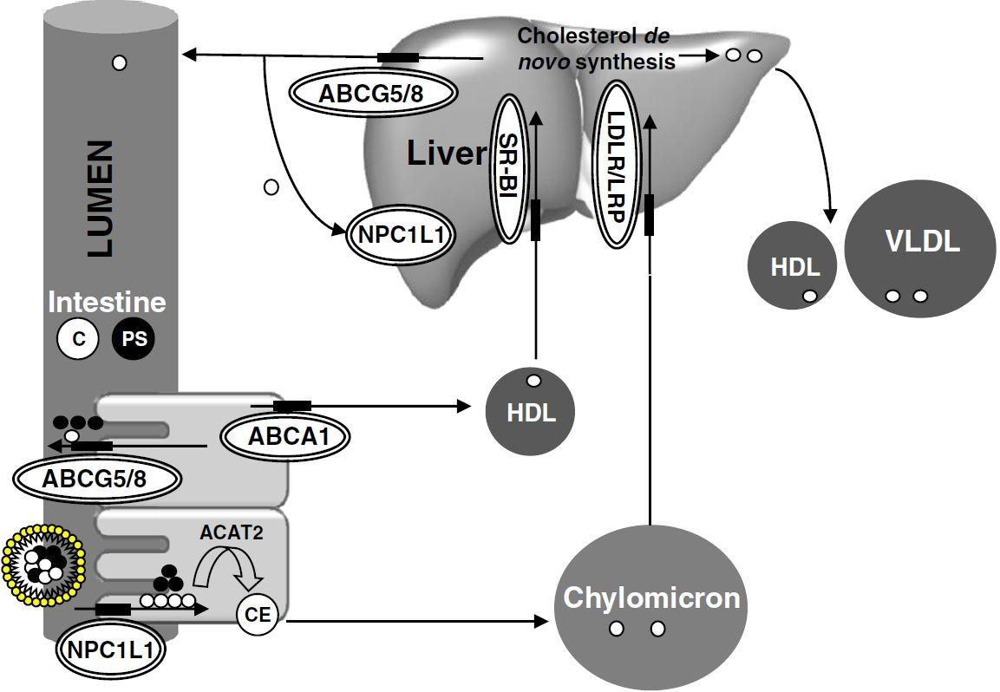 Cholesterol de
novo synthesis
ABCG5/8
LUMEN
Liver
SR-BI
LDLR/LRP
NPC1L1
HDL
VLDL
Intestine
C
PS
HDL
ABCA1
ABCG5/8
ACAT2
CE
Chylomicron
NPC1L1